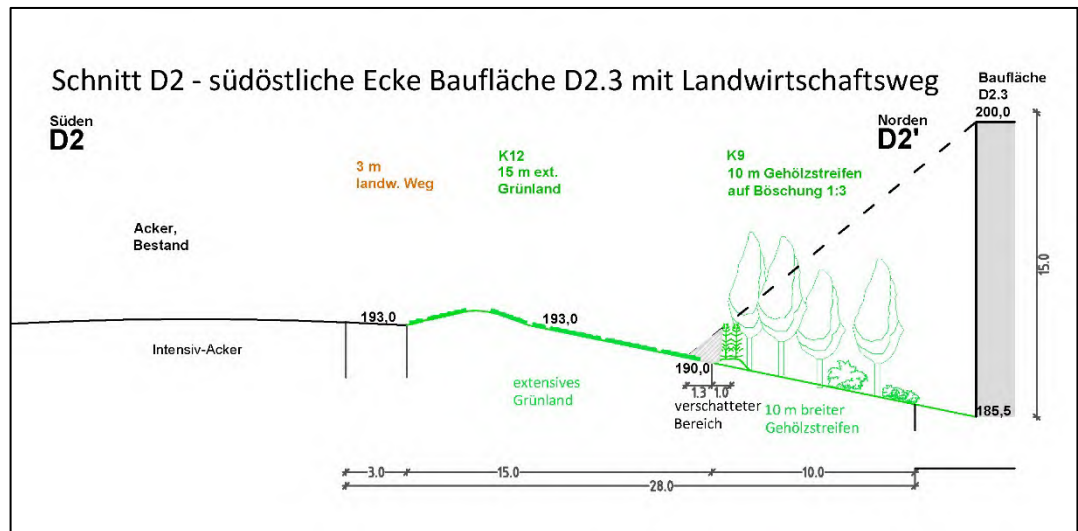 Schnitt D2 - südöstliche Ecke Baufläche D2.3 mit Landwirtschaftsweg
Baufläche
D2.3
200,0
Süden
D2
Norden
D2'
3 m
landw. Weg
K12
15 m ext.
Grünland
K9
10 m Gehölzstreifen
auf Böschung 1:3
Acker,
Bestand
15.0
193,0
193,0
Intensiv-Acker
190,0
extensives
Grünland
1.3
1.0
verschatteter
Bereich
10 m breiter
Gehölzstreifen
185,5
3.0
15.0
10.0
28.0